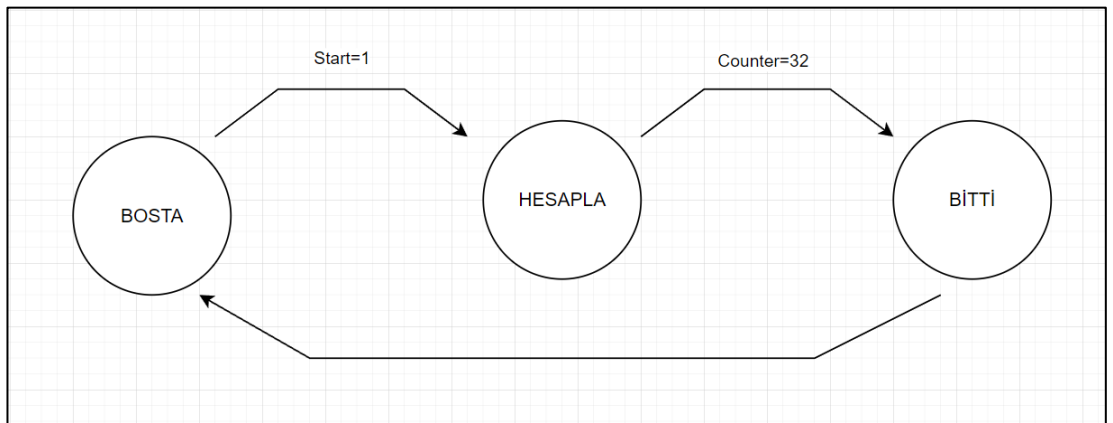 Start=1
Counter=32
BOSTA
HESAPLA
BİTTİ